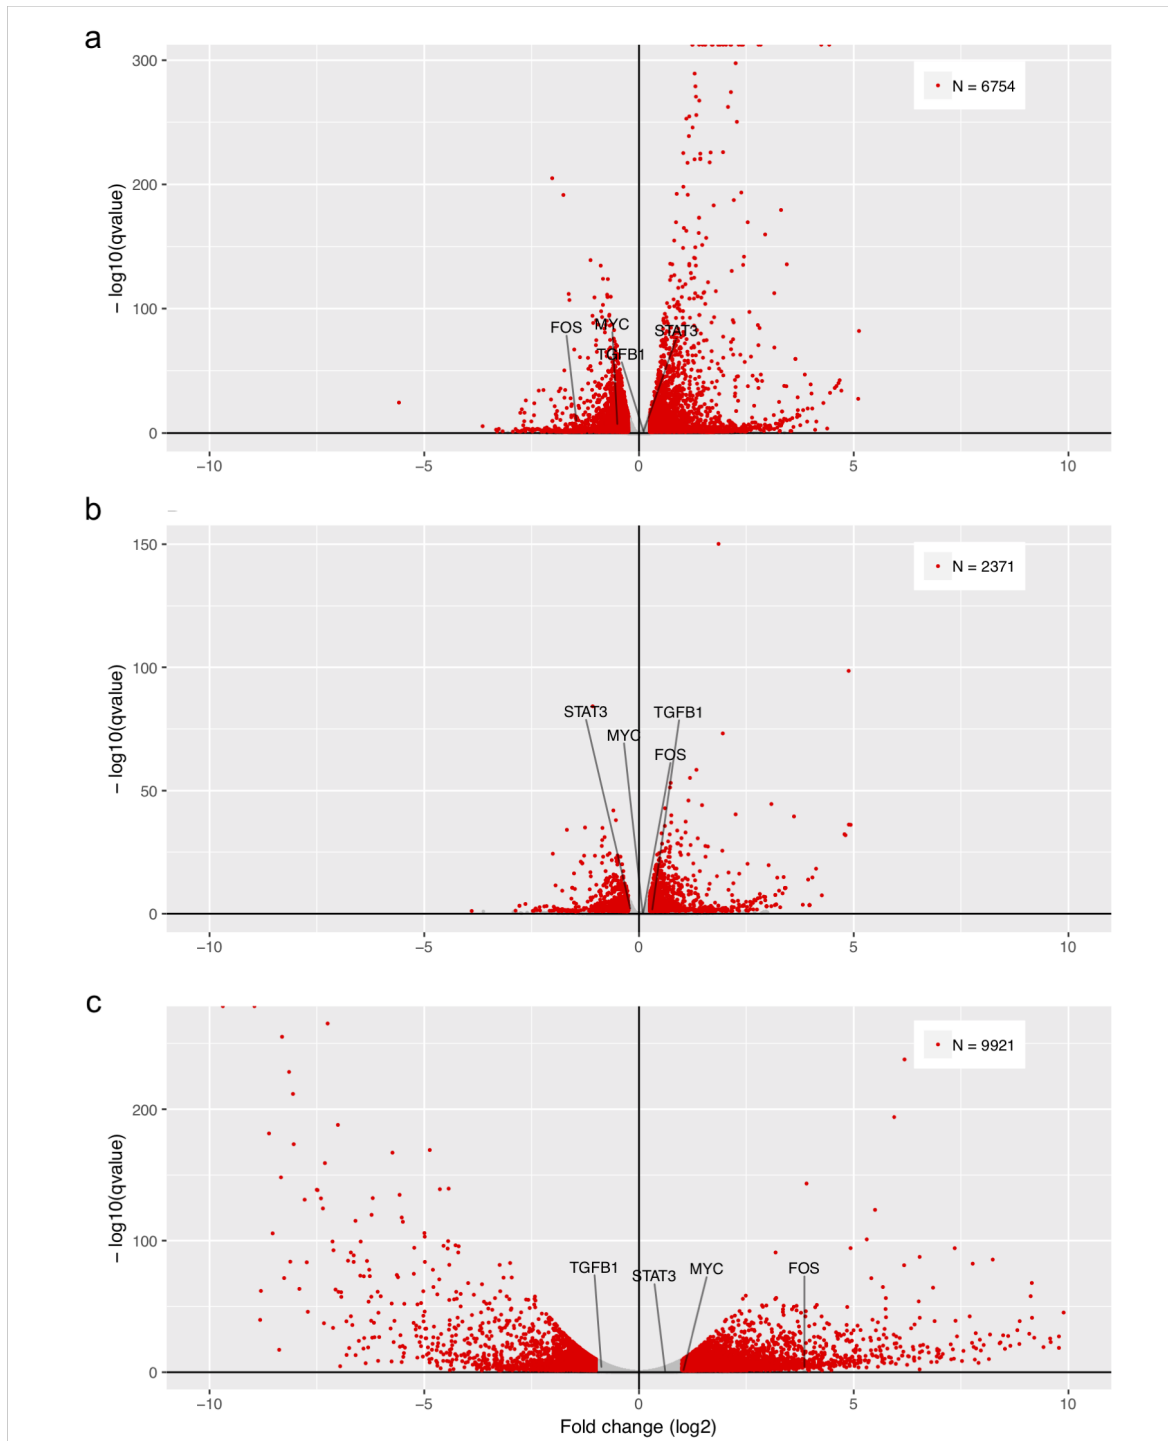 a
300
200
100
0
− log10(qvalue)
N = 6754
FOS
MYC
TGFB1
STAT3
−10
−5
0
5
10
b
150
100
50
0
− log10(qvalue)
N = 2371
STAT3
MYC
TGFB1
FOS
−10
−5
0
5
10
c
200
100
0
− log10(qvalue)
N = 9921
TGFB1
STAT3
MYC
FOS
−10
−5
0
5
10
Fold change (log2)